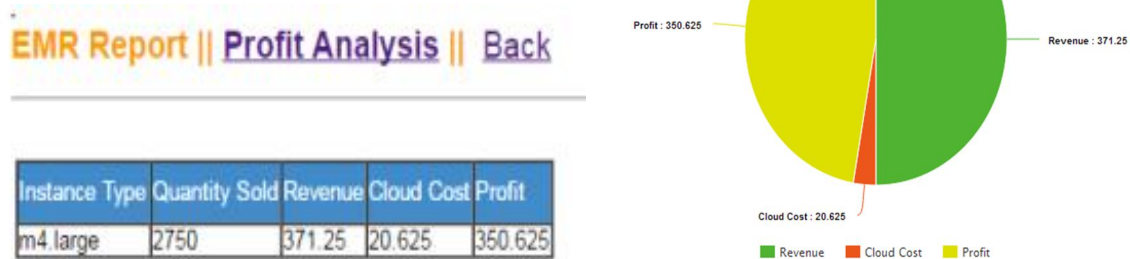 EMR Report || Profit Analysis || Back
Instance Type Quantity Sold Revenue Cloud Cost Profit
m4.large 2750 371.25 20.625 350.625
Profit : 350.625
Revenue : 371.25
Cloud Cost : 20.625
Revenue Cloud Cost Profit